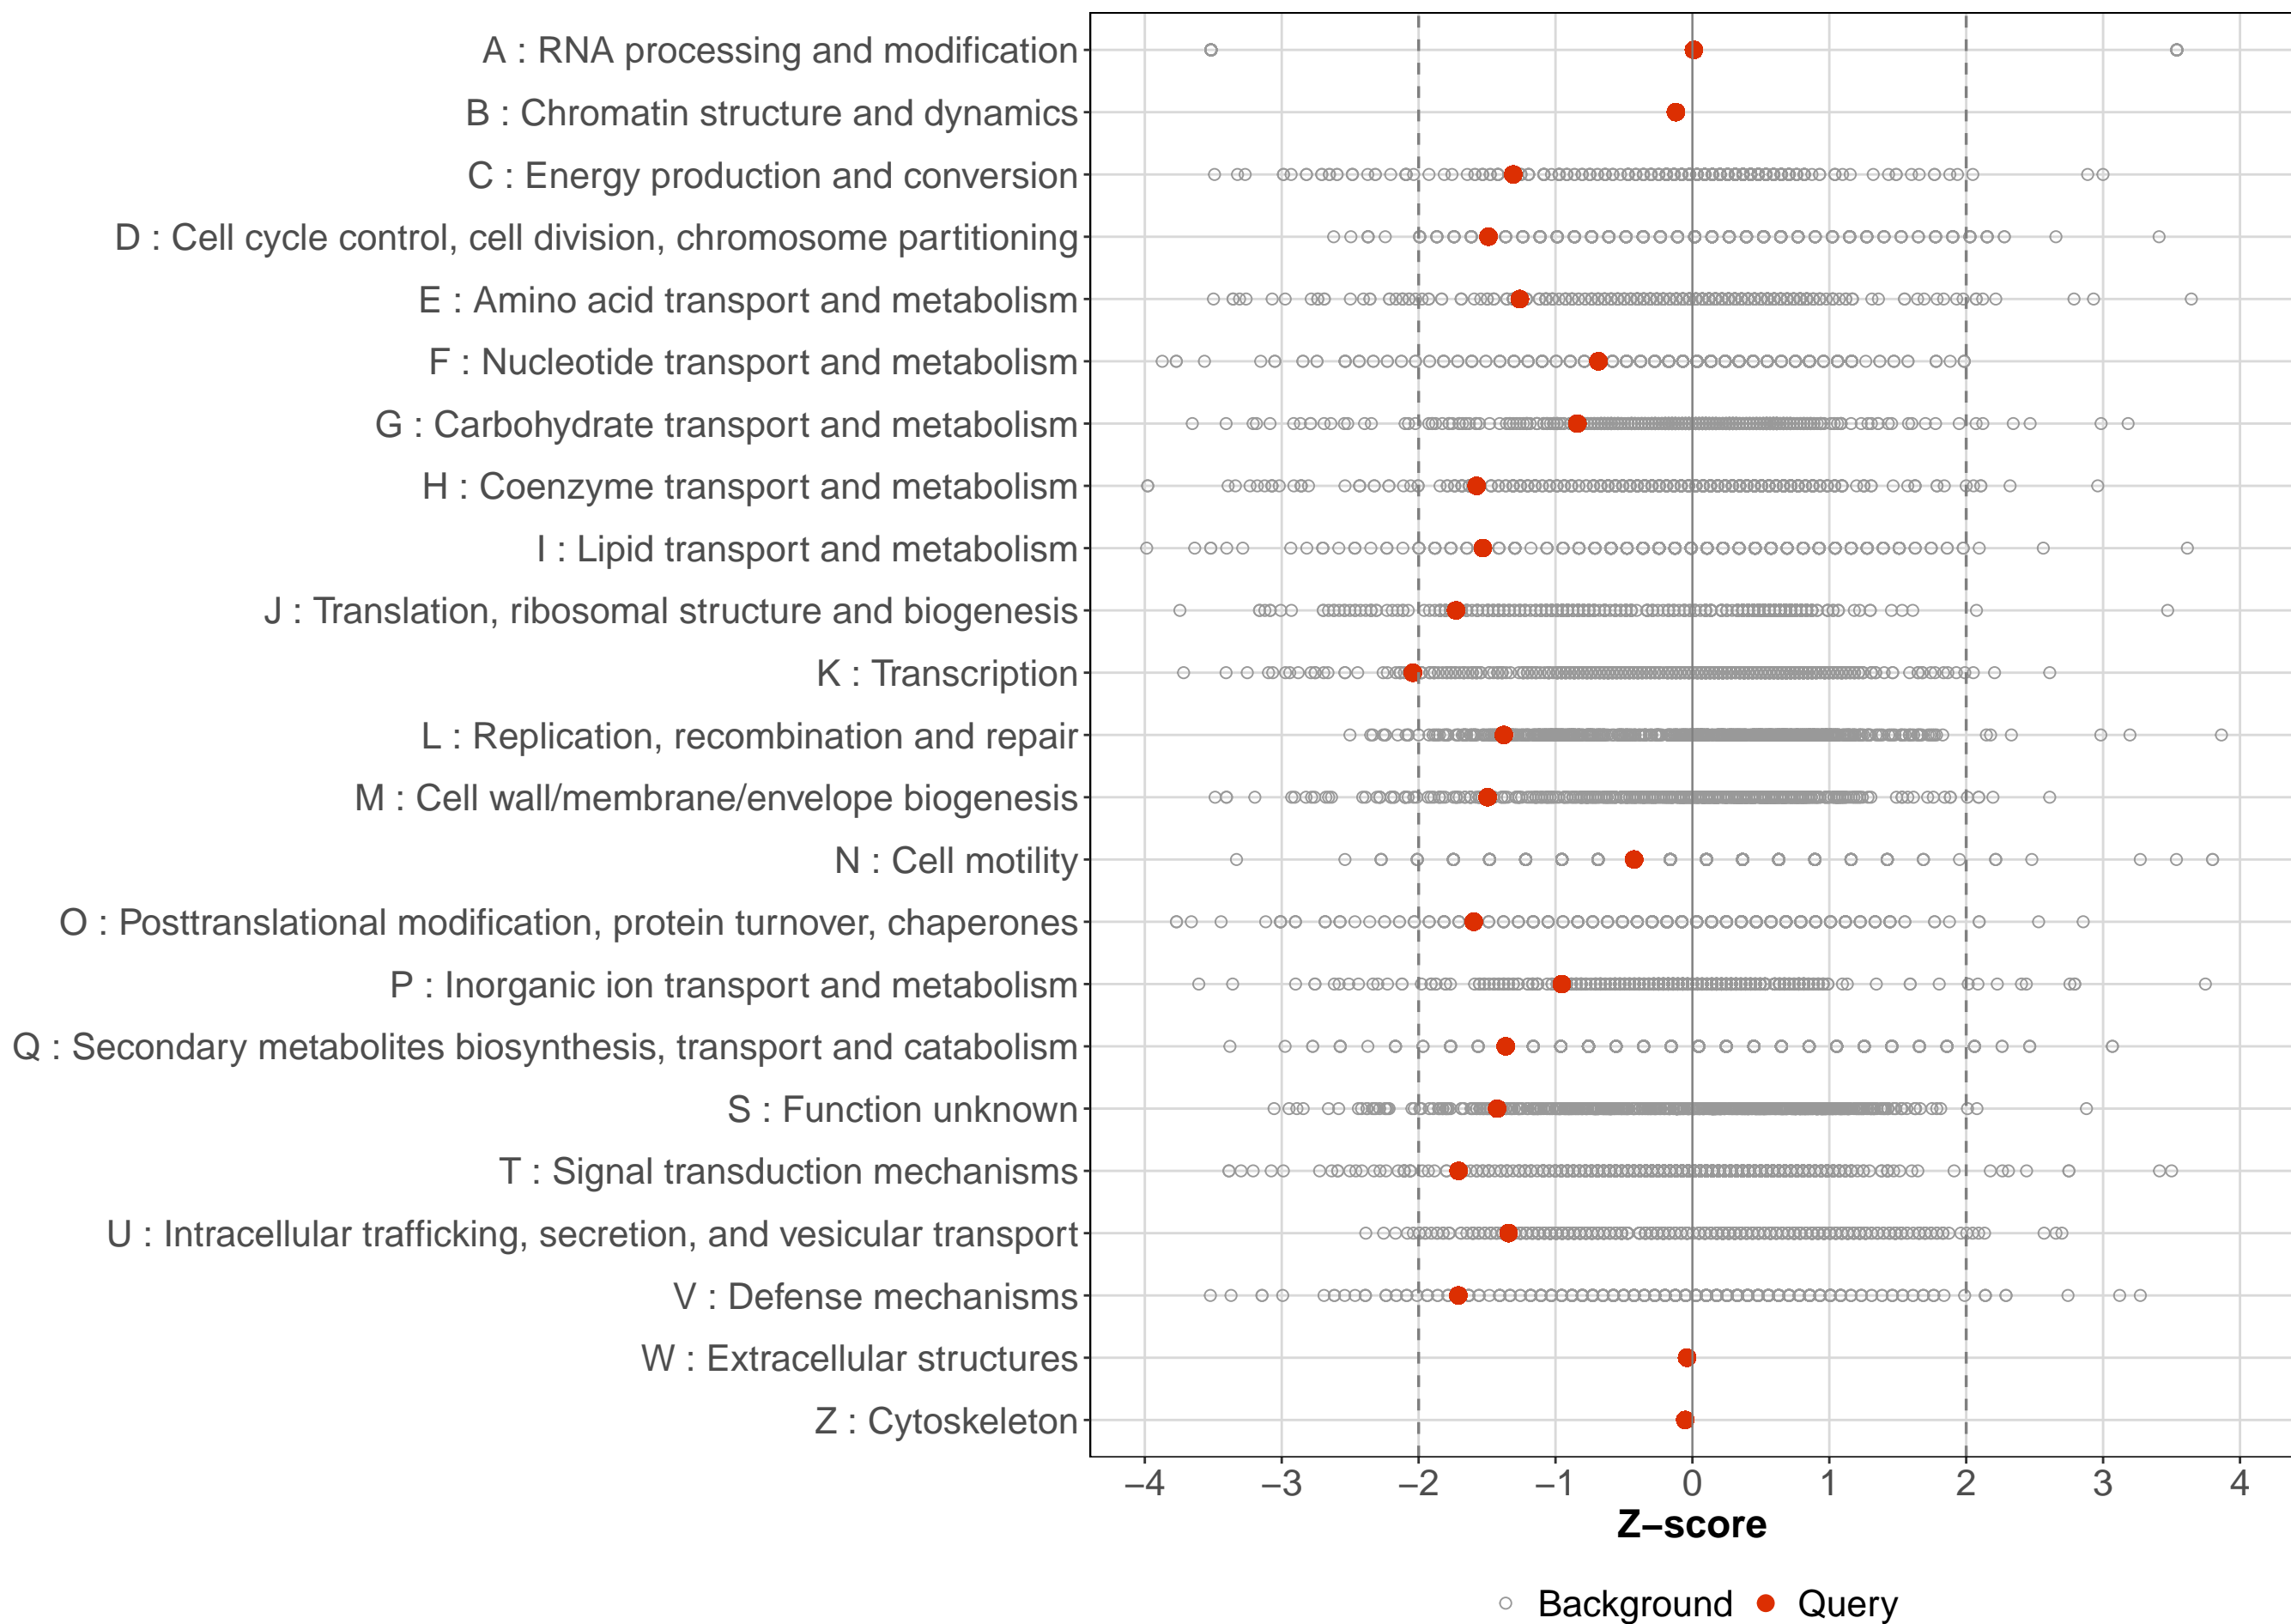 A : RNA processing and modification
B : Chromatin structure and dynamics
C : Energy production and conversion
D : Cell cycle control, cell division, chromosome partitioning
E : Amino acid transport and metabolism
F : Nucleotide transport and metabolism
G : Carbohydrate transport and metabolism
H : Coenzyme transport and metabolism
I : Lipid transport and metabolism
J : Translation, ribosomal structure and biogenesis
K : Transcription
L : Replication, recombination and repair
M : Cell wall/membrane/envelope biogenesis
N : Cell motility
O : Posttranslational modification, protein turnover, chaperones
P : Inorganic ion transport and metabolism
Q : Secondary metabolites biosynthesis, transport and catabolism
S : Function unknown
T : Signal transduction mechanisms
U : Intracellular trafficking, secretion, and vesicular transport
V : Defense mechanisms
W : Extracellular structures
Z : Cytoskeleton
−4 −3 −2 −1 0 1 2 3 4
Z−score
Background Query